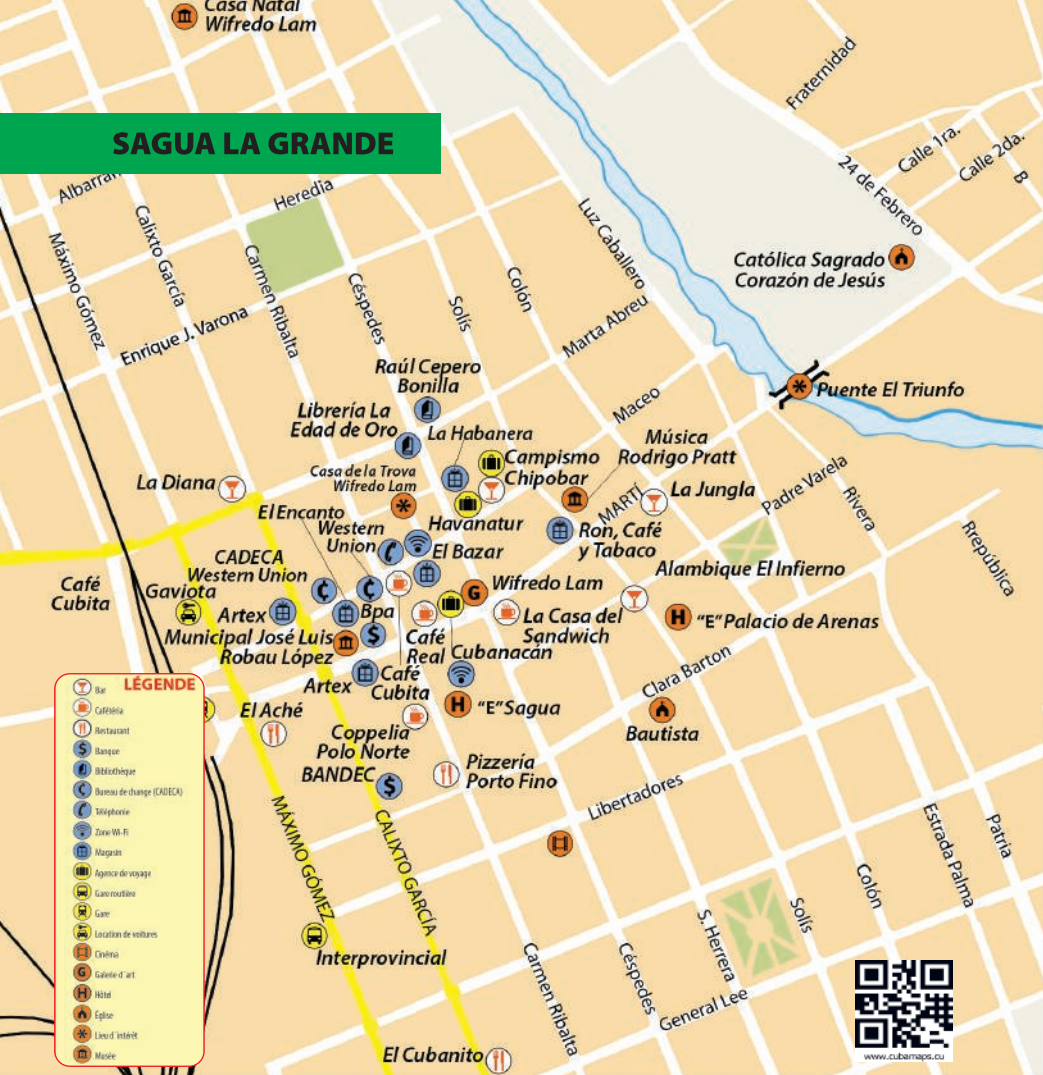 Casa Natal
Wifredo Lam
SAGUA LA GRANDE
Fraternidad
Calle 1ra.
Calle 2da.
B
24 de Febrero
Albarran
Heredia
Calixto García
Máximo Gómez
Carmen Ribalta
Céspedes
Luz Caballero
Católica Sagrado
Corazón de Jesús
Colón
Solís
Enrique J. Varona
Marta Abreu
Raúl Cepero
Bonilla
Puente El Triunfo
Maceo
Librería La
Edad de Oro
La Habanera
Música
Rodrigo Pratt
Campismo
Chipobar
Casa de la Trova
Wifredo Lam
La Diana
La Jungla
MARTÍ
Padre Varela
Rivera
Rrepública
El Encanto
Western
Union
Havanatur
Ron, Café
y Tabaco
El Bazar
CADECA
Western Union
Alambique El Infierno
Café
Cubita
Gaviota
Wifredo Lam
Artex
Bpa
La Casa del
Sandwich
"E" Palacio de Arenas
Municipal José Luis
Robau López
Café
Real
Cubanacán
Clara Barton
Artex
Café
Cubita
El Aché
"E" Sagua
Bautista
Coppelia
Polo Norte
BANDEC
Pizzería
Porto Fino
Libertadores
MÁXIMO GÓMEZ
CALIXTO GARCÍA
Estrada Palma
Patria
Colón
Solís
S. Herrera
Céspedes
Carmen Ribalta
General Lee
Interprovincial
El Cubanito
www.cubamaps.cu
LÉGENDE
Bar
Cafétéria
Restaurant
$ Banque
Bibliothèque
Bureau de change (CADECA)
Téléphonie
Zone Wi-Fi
Magasin
Agence de voyage
Gare routière
Gare
Location de voitures
Cinéma
G Galerie d´art
H Hôtel
Église
Lieu d´intérêt
Musée